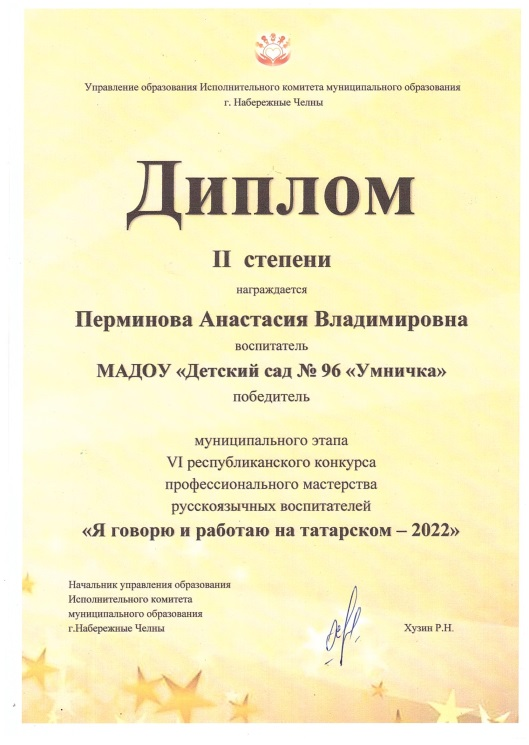 Управление образования Исполнительного комитета муниципального образования
г. Набережные Челны
Диплом
II степени
награждается
Перминова Анастасия Владимировна
воспитатель
МАДОУ «Детский сад № 96 «Умничка»
победитель
муниципального этапа
VI республиканского конкурса
профессионального мастерства
русскоязычных воспитателей
«Я говорю и работаю на татарском – 2022»
Начальник управления образования
Исполнительного комитета
муниципального образования
г.Набережные Челны
Хузин Р.Н.